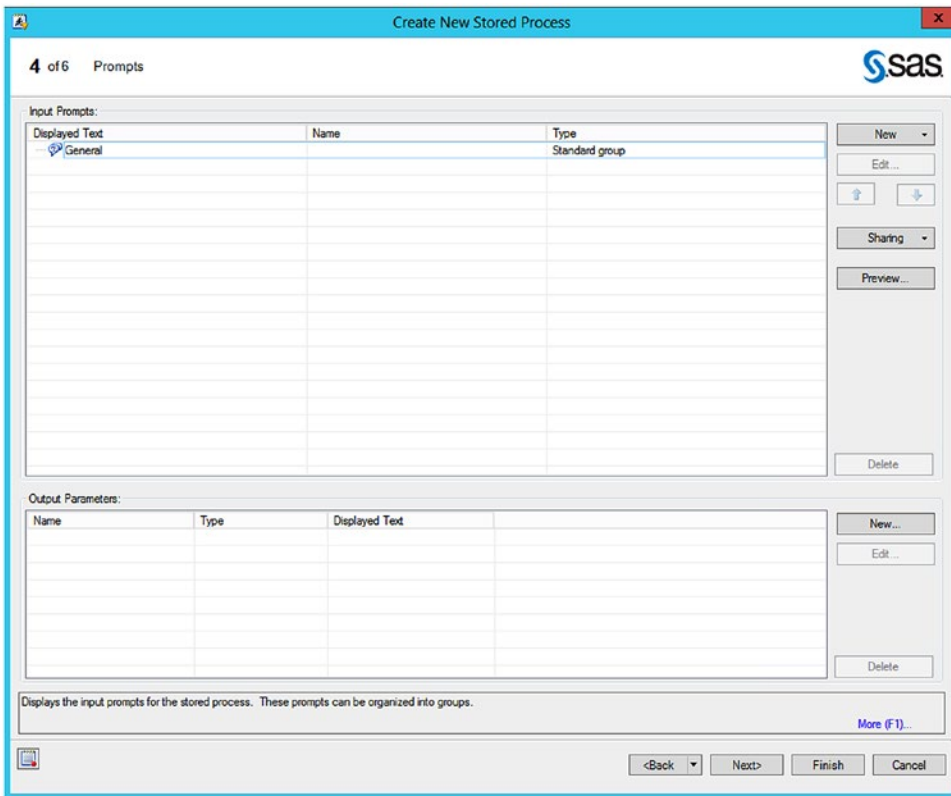 Create New Stored Process
x
4 of 6 Prompts
sas
Input Prompts:
Displayed Text Name Type
General Standard group
New
Edit...
Sharing
Preview...
Delete
Output Parameters:
Name Type Displayed Text
New...
Edit...
Delete
Displays the input prompts for the stored process. These prompts can be organized into groups.
More (F1)...
<Back Next> Finish Cancel